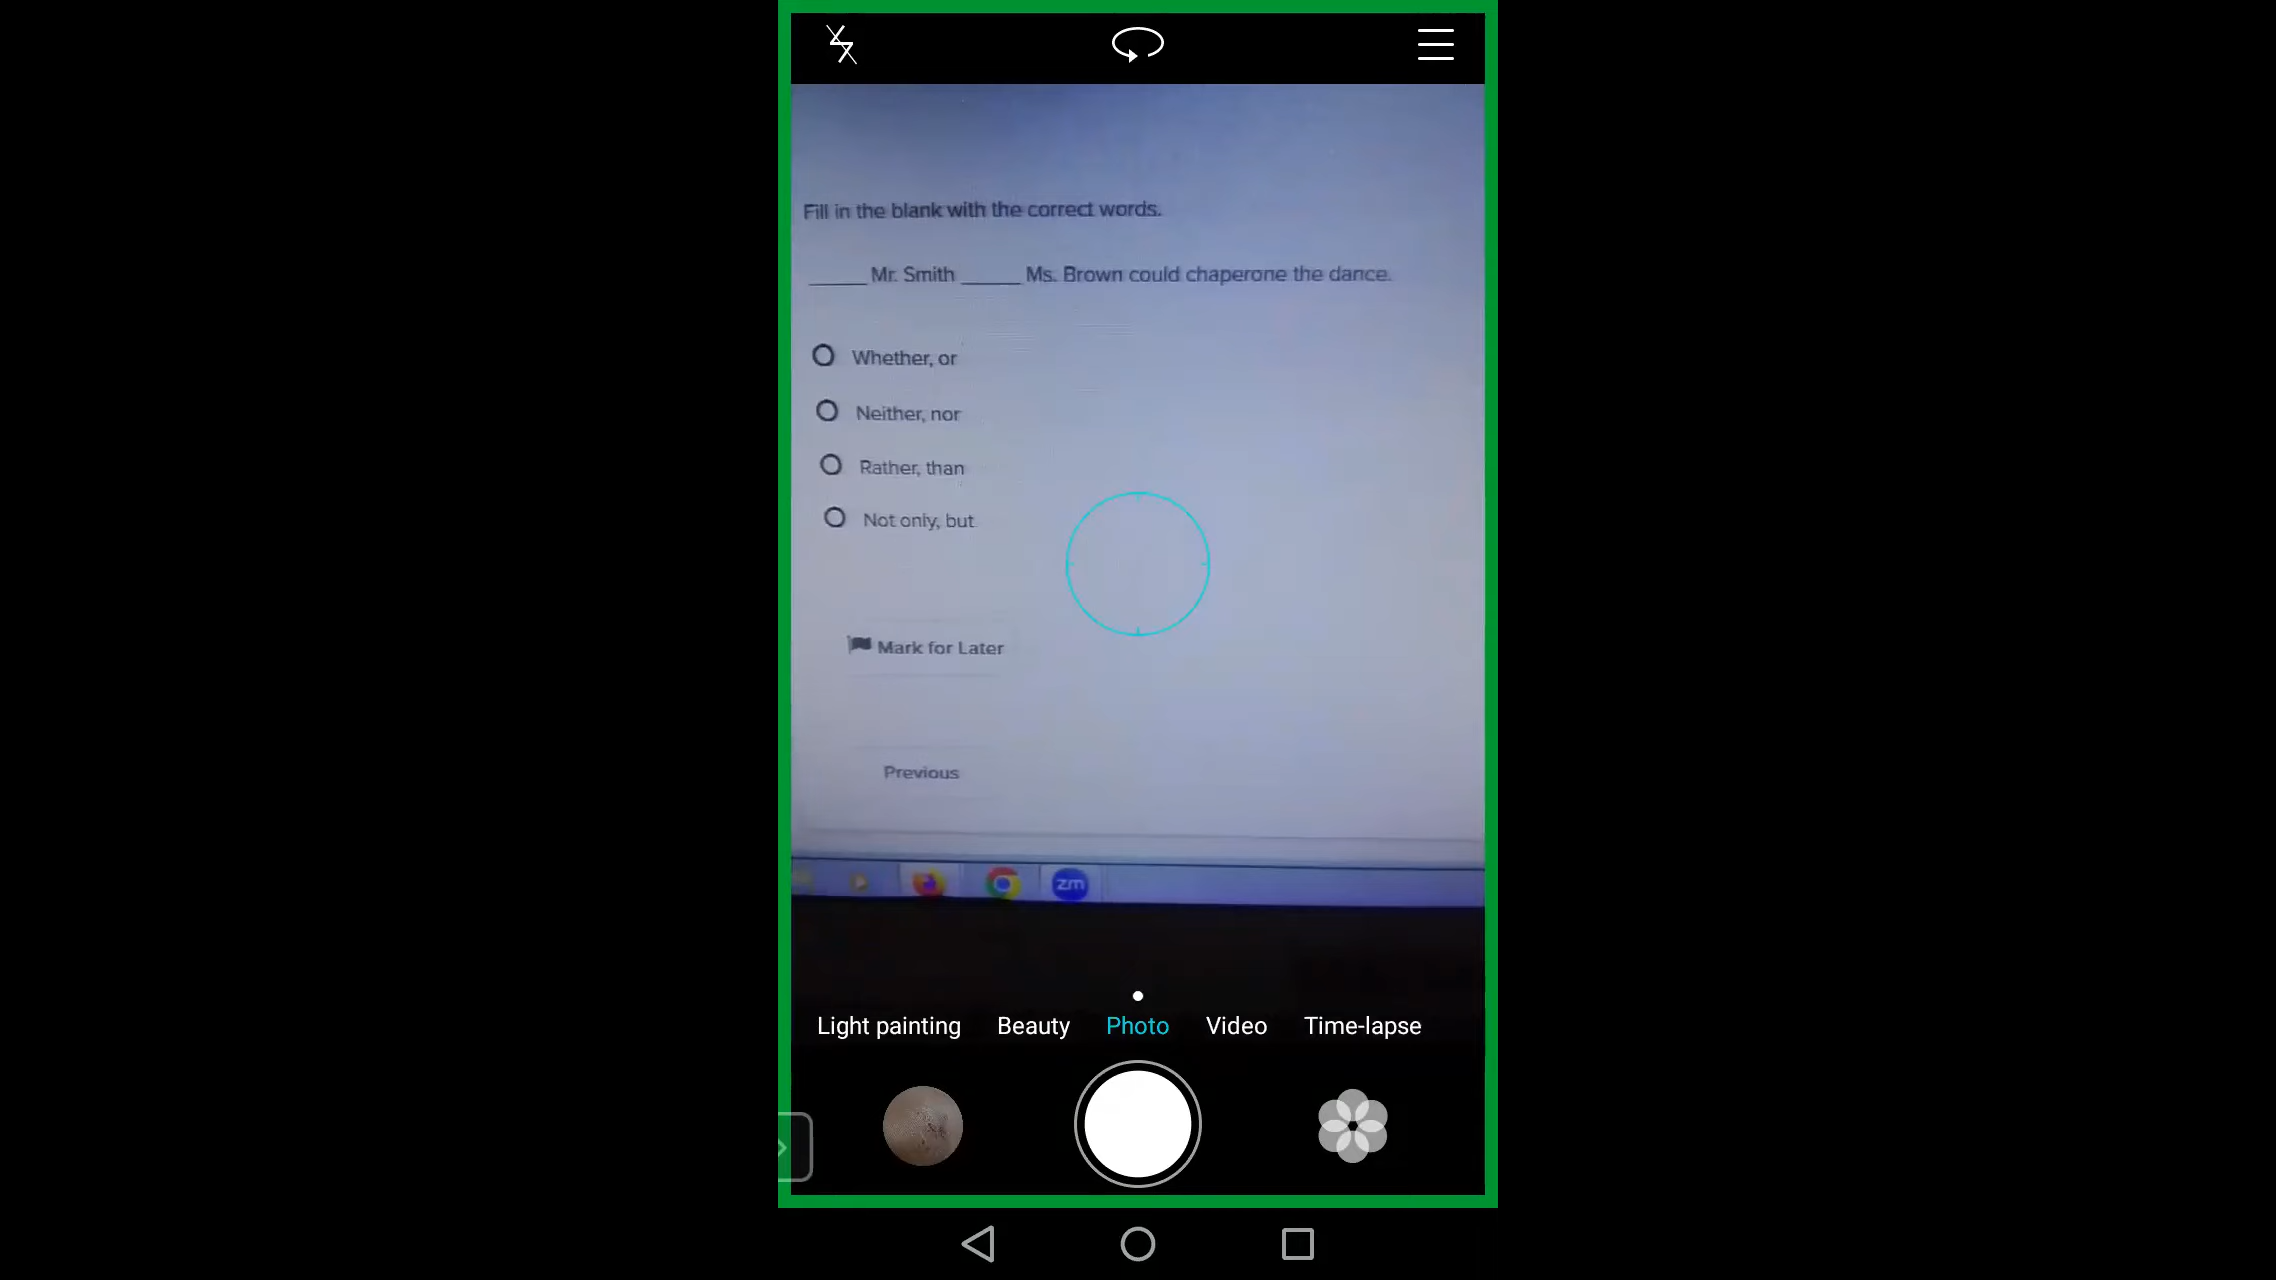 Fill in the blank with the correct words.
_____ Mr. Smith _____ Ms. Brown could chaperone the dance.
Whether, or
Neither, nor
Rather, than
Not only, but
Mark for Later
Previous
zm
Light painting Beauty Photo Video Time-lapse